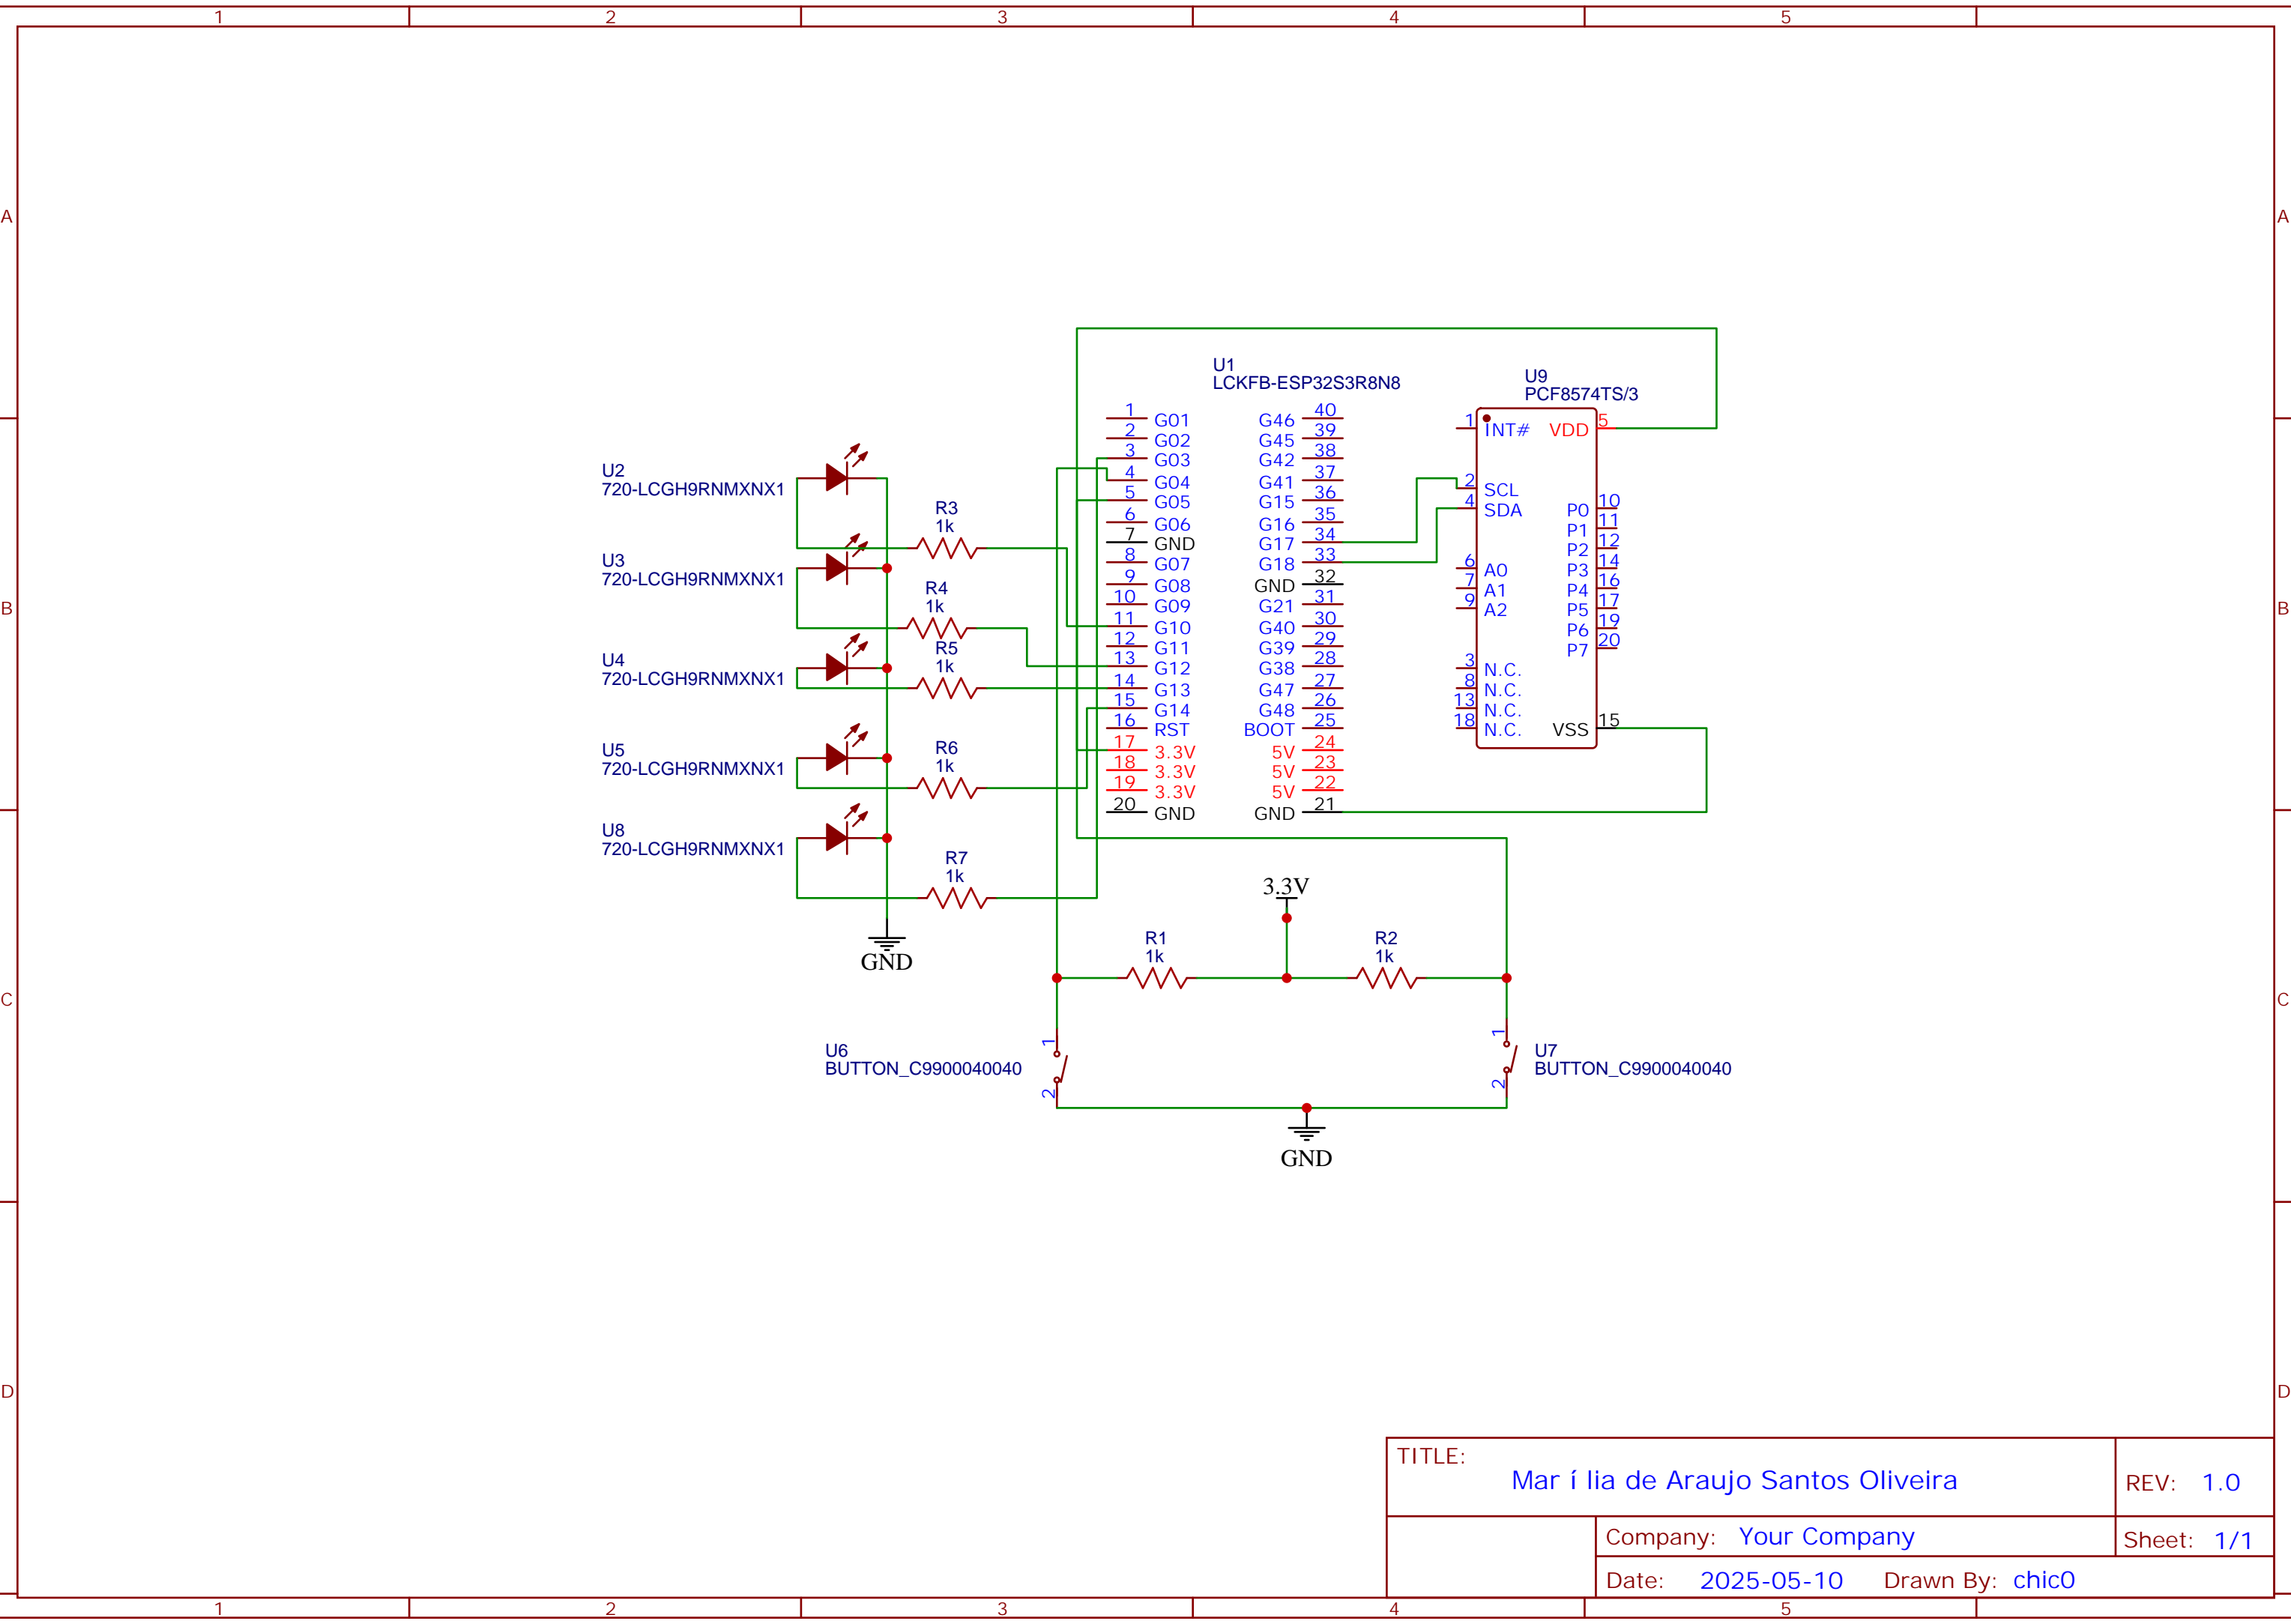 1 2 3 4 5
A A
B B
C C
D D
U2
720-LCGH9RNMXNX1
U3
720-LCGH9RNMXNX1
U4
720-LCGH9RNMXNX1
U5
720-LCGH9RNMXNX1
U8
720-LCGH9RNMXNX1
R3
1k
R4
1k
R5
1k
R6
1k
R7
1k
GND
U1
LCKFB-ESP32S3R8N8
1 G01 G46 40
2 G02 G45 39
3 G03 G42 38
4 G04 G41 37
5 G05 G15 36
6 G06 G16 35
7 GND G17 34
8 G07 G18 33
9 G08 GND 32
10 G09 G21 31
11 G10 G40 30
12 G11 G39 29
13 G12 G38 28
14 G13 G47 27
15 G14 G48 26
16 RST BOOT 25
17 3.3V 5V 24
18 3.3V 5V 23
19 3.3V 5V 22
20 GND GND 21
U9
PCF8574TS/3
1 INT# VDD 5
2 SCL
4 SDA P0 10
P1 11
P2 12
6 A0 P3 14
7 A1 P4 16
9 A2 P5 17
P6 19
P7 20
3 N.C.
8 N.C.
13 N.C.
18 N.C. VSS 15
3.3V
R1
1k
R2
1k
U6
BUTTON_C9900040040
1
2
U7
BUTTON_C9900040040
1
2
GND
TITLE:
Mar í lia de Araujo Santos Oliveira
REV: 1.0
Company: Your Company
Sheet: 1/1
Date: 2025-05-10 Drawn By: chic0
1 2 3 4 5